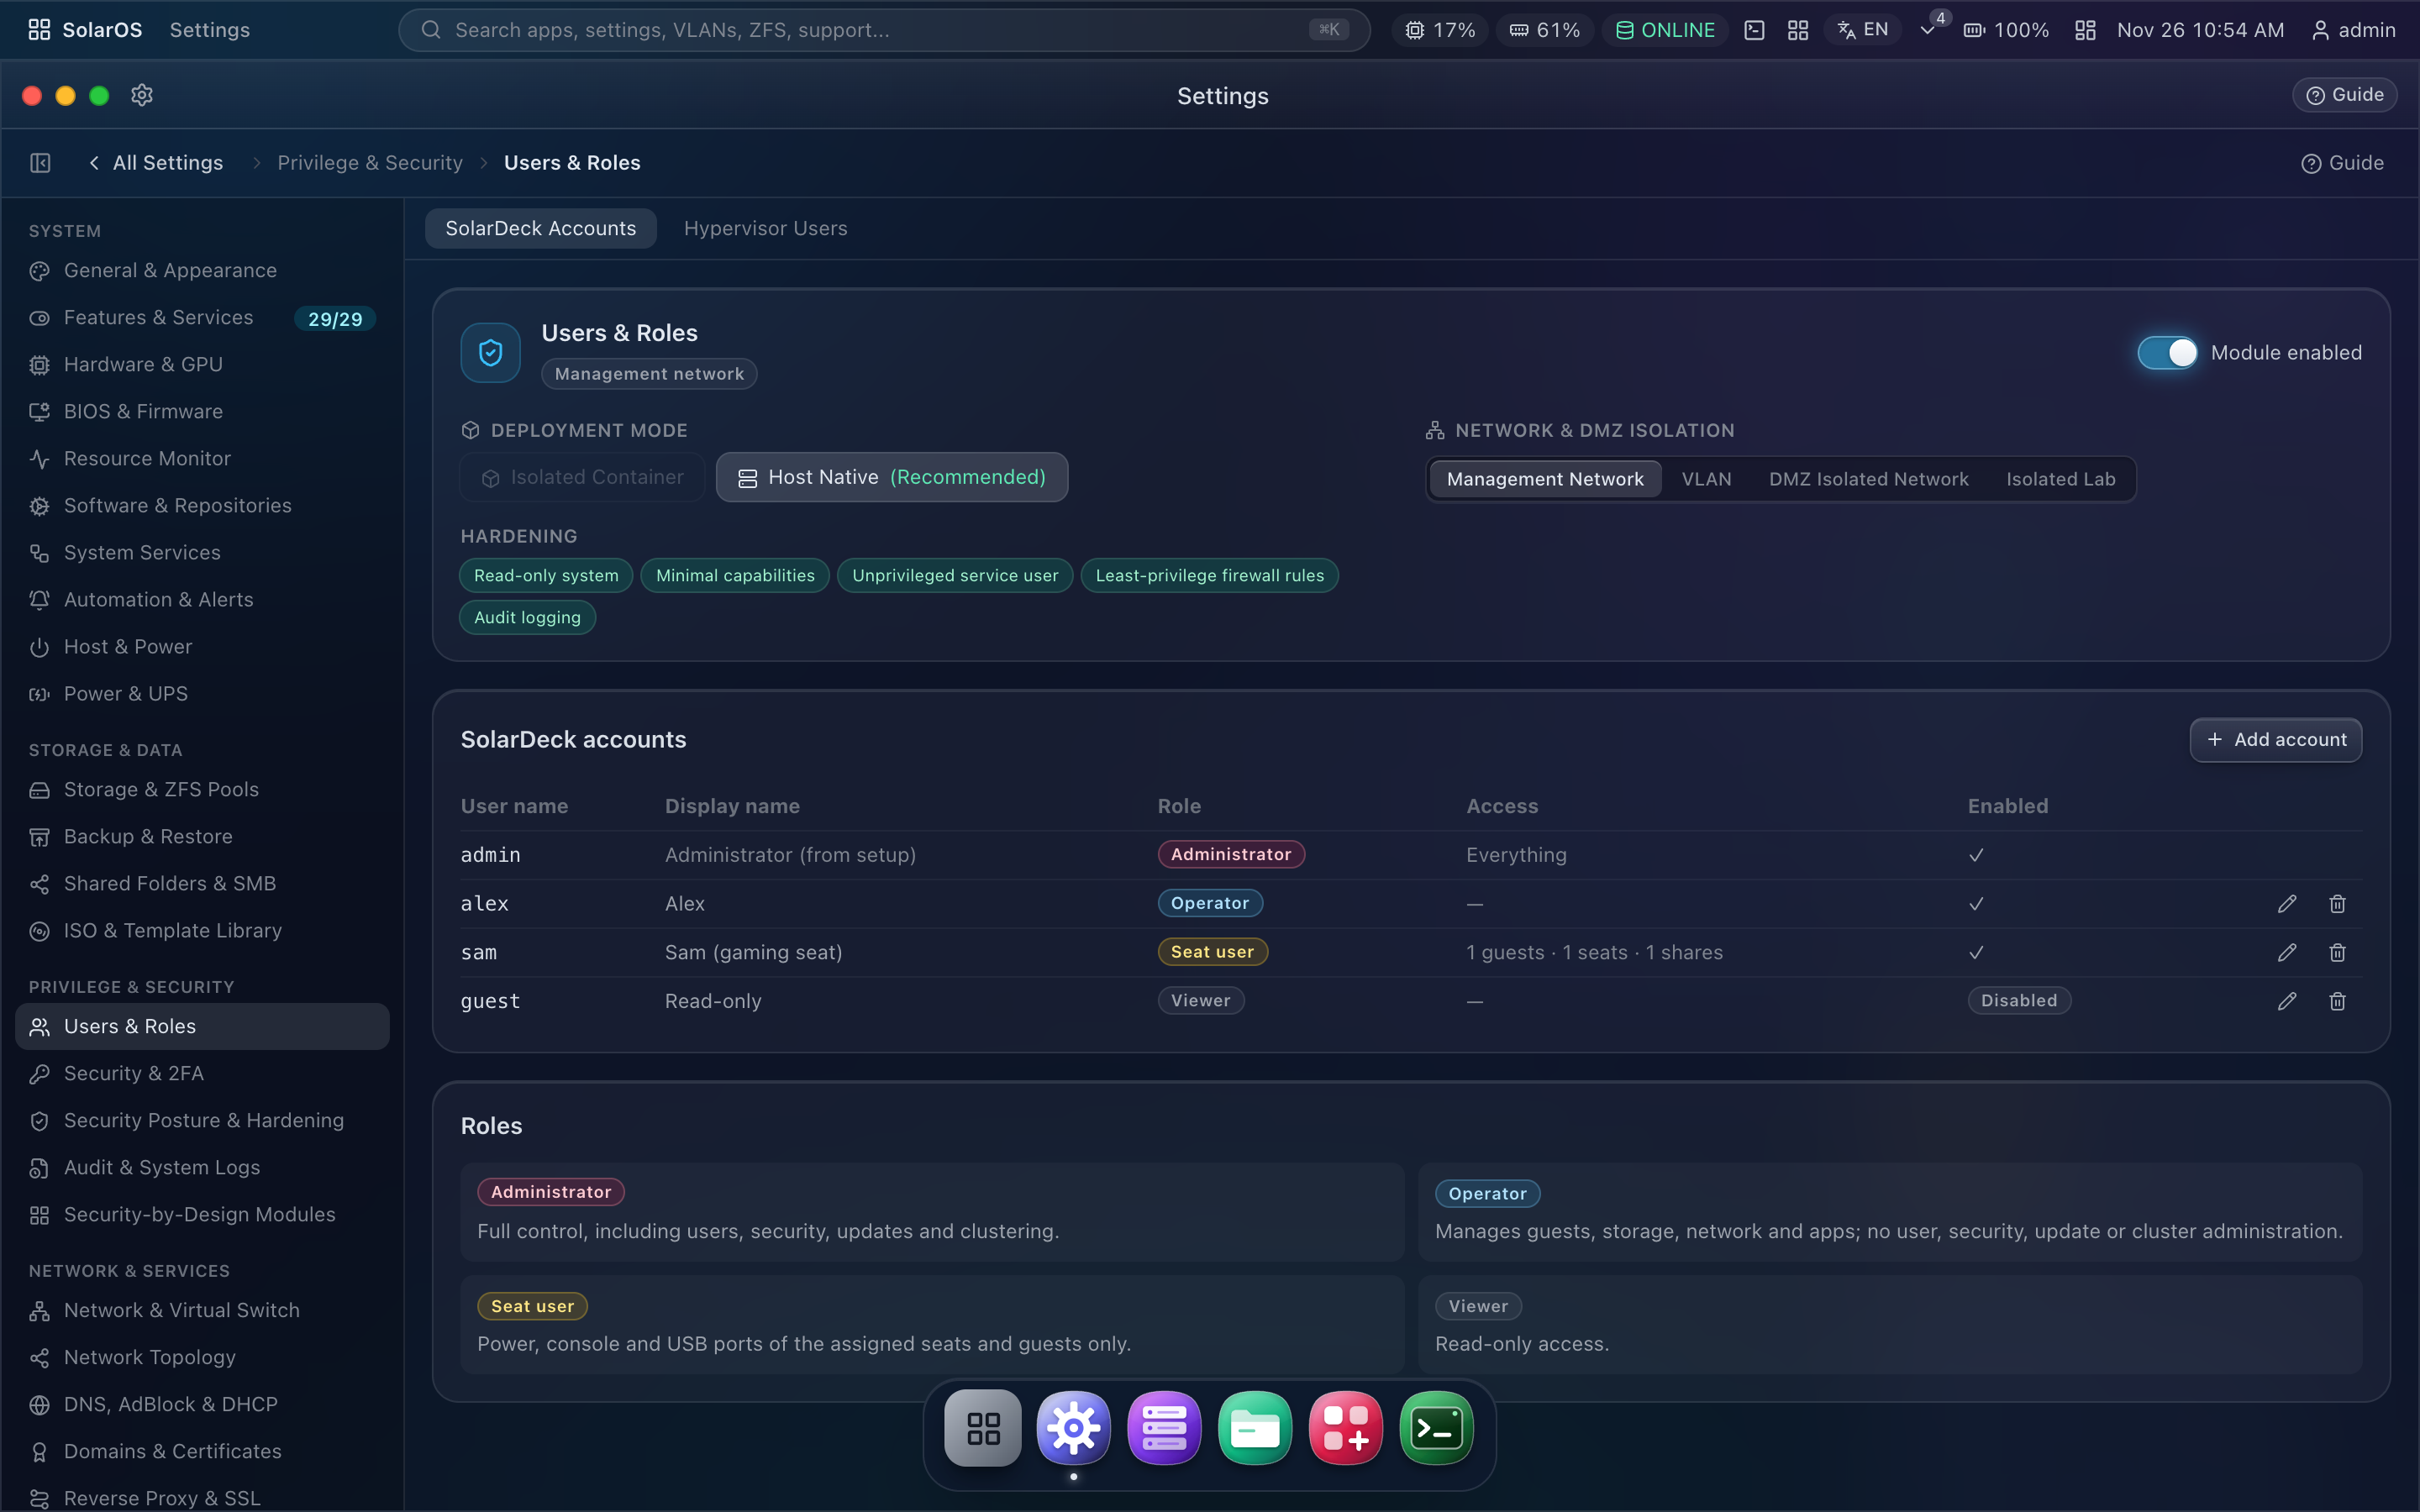 SolarOS Settings Search apps, settings, VLANs, ZFS, support... ⌘K 17% 61% ONLINE EN 4 100% Nov 26 10:54 AM admin
Settings Guide
All Settings Privilege & Security Users & Roles Guide
SYSTEM
General & Appearance
Features & Services 29/29
Hardware & GPU
BIOS & Firmware
Resource Monitor
Software & Repositories
System Services
Automation & Alerts
Host & Power
Power & UPS
STORAGE & DATA
Storage & ZFS Pools
Backup & Restore
Shared Folders & SMB
ISO & Template Library
PRIVILEGE & SECURITY
Users & Roles
Security & 2FA
Security Posture & Hardening
Audit & System Logs
Security-by-Design Modules
NETWORK & SERVICES
Network & Virtual Switch
Network Topology
DNS, AdBlock & DHCP
Domains & Certificates
Reverse Proxy & SSL
SolarDeck Accounts Hypervisor Users
Users & Roles
Management network
Module enabled
DEPLOYMENT MODE
Isolated Container Host Native (Recommended)
NETWORK & DMZ ISOLATION
Management Network VLAN DMZ Isolated Network Isolated Lab
HARDENING
Read-only system Minimal capabilities Unprivileged service user Least-privilege firewall rules
Audit logging
SolarDeck accounts + Add account
User name Display name Role Access Enabled
admin Administrator (from setup) Administrator Everything ✓
alex Alex Operator — ✓
sam Sam (gaming seat) Seat user 1 guests · 1 seats · 1 shares ✓
guest Read-only Viewer — Disabled
Roles
Administrator
Full control, including users, security, updates and clustering.
Operator
Manages guests, storage, network and apps; no user, security, update or cluster administration.
Seat user
Power, console and USB ports of the assigned seats and guests only.
Viewer
Read-only access.